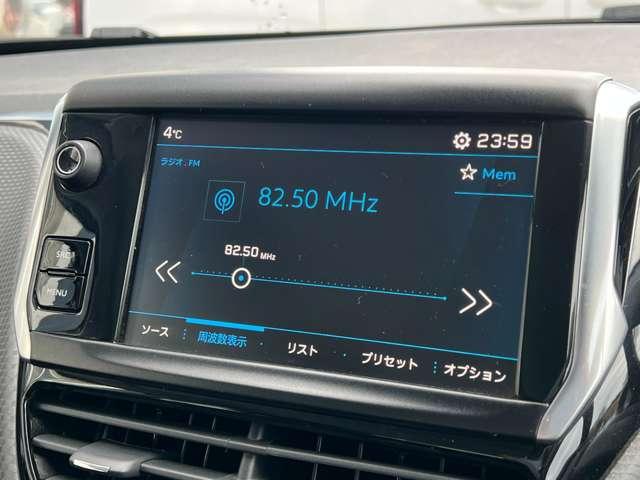 4°C
23:59
ラジオ. FM
Mem
82.50 MHz
82.50 MHz
SRC
MENU
ソース
周波数表示
リスト
プリセット
オプション